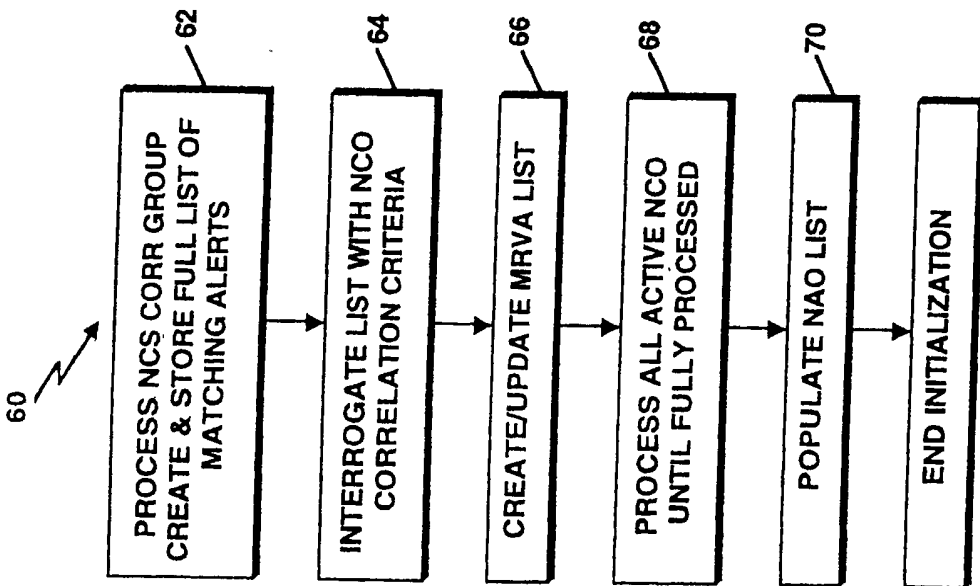 60
PROCESS NCS CORR GROUP
CREATE & STORE FULL LIST OF
MATCHING ALERTS
62
INTERROGATE LIST WITH NCO
CORRELATION CRITERIA
64
CREATE/UPDATE MRVA LIST
66
PROCESS ALL ACTIVE NCO
UNTIL FULLY PROCESSED
68
POPULATE NAO LIST
70
END INITIALIZATION